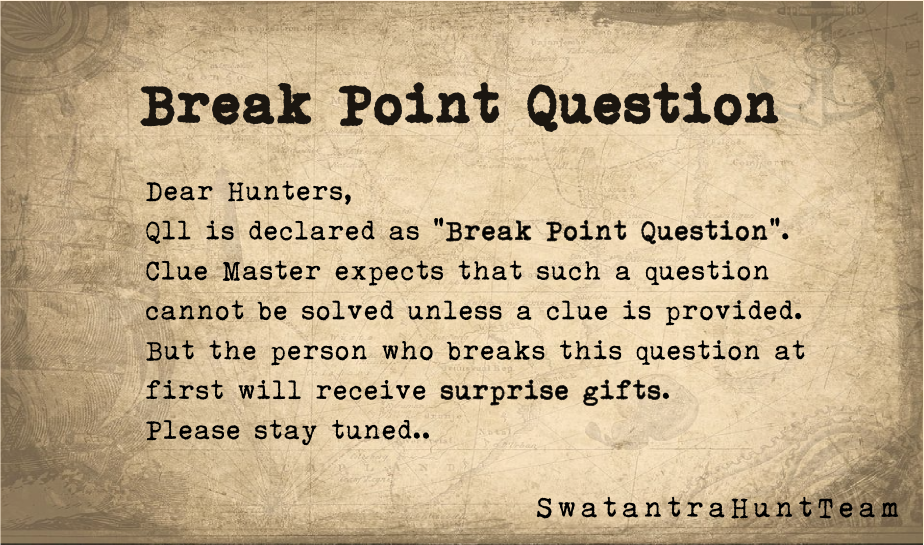 Break Point Question
Dear Hunters,
Q11 is declared as "Break Point Question".
Clue Master expects that such a question
cannot be solved unless a clue is provided.
But the person who breaks this question at
first will receive surprise gifts.
Please stay tuned..
SwatantraHuntTeam